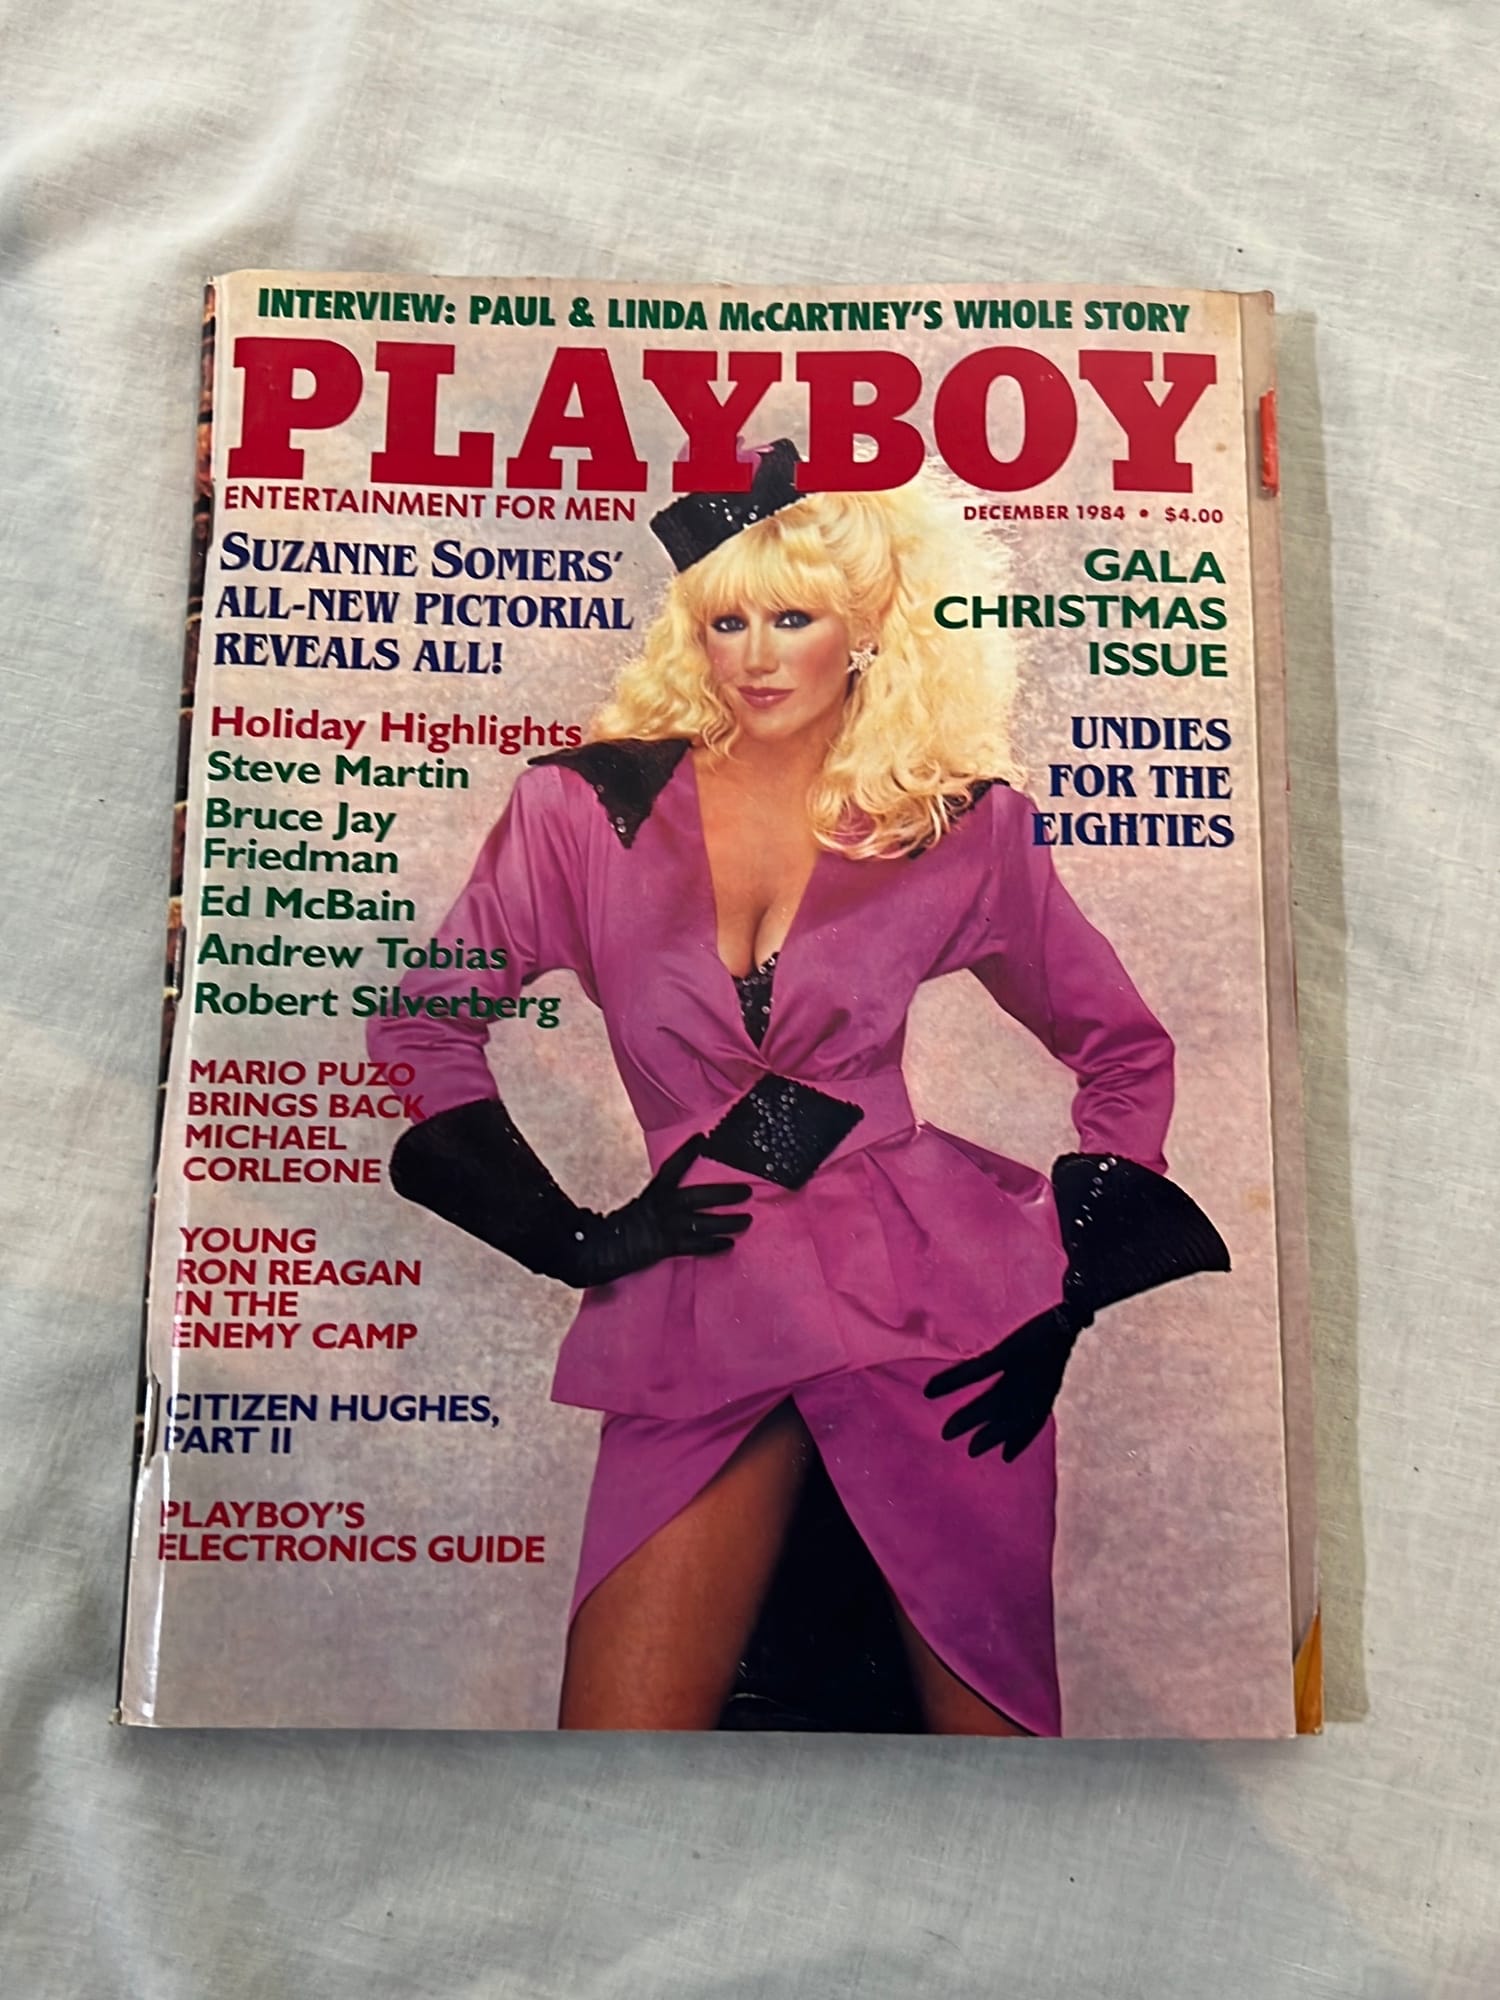 INTERVIEW: PAUL & LINDA McCARTNEY'S WHOLE STORY
PLAYBOY
ENTERTAINMENT FOR MEN
DECEMBER 1984 • $4.00
SUZANNE SOMERS'
ALL-NEW PICTORIAL
REVEALS ALL!
GALA
CHRISTMAS
ISSUE
UNDIES
FOR THE
EIGHTIES
Holiday Highlights
Steve Martin
Bruce Jay
Friedman
Ed McBain
Andrew Tobias
Robert Silverberg
MARIO PUZO
BRINGS BACK
MICHAEL
CORLEONE
YOUNG
RON REAGAN
IN THE
ENEMY CAMP
CITIZEN HUGHES,
PART II
PLAYBOY'S
ELECTRONICS GUIDE